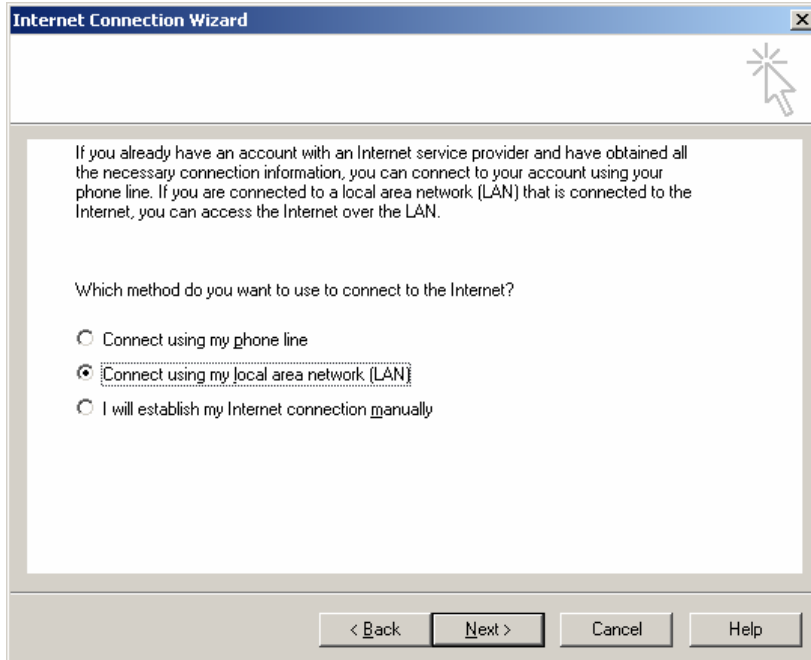 Internet Connection Wizard
If you already have an account with an Internet service provider and have obtained all
the necessary connection information, you can connect to your account using your
phone line. If you are connected to a local area network (LAN) that is connected to the
Internet, you can access the Internet over the LAN.
Which method do you want to use to connect to the Internet?
Connect using my phone line
Connect using my local area network (LAN)
I will establish my Internet connection manually
< Back Next > Cancel Help